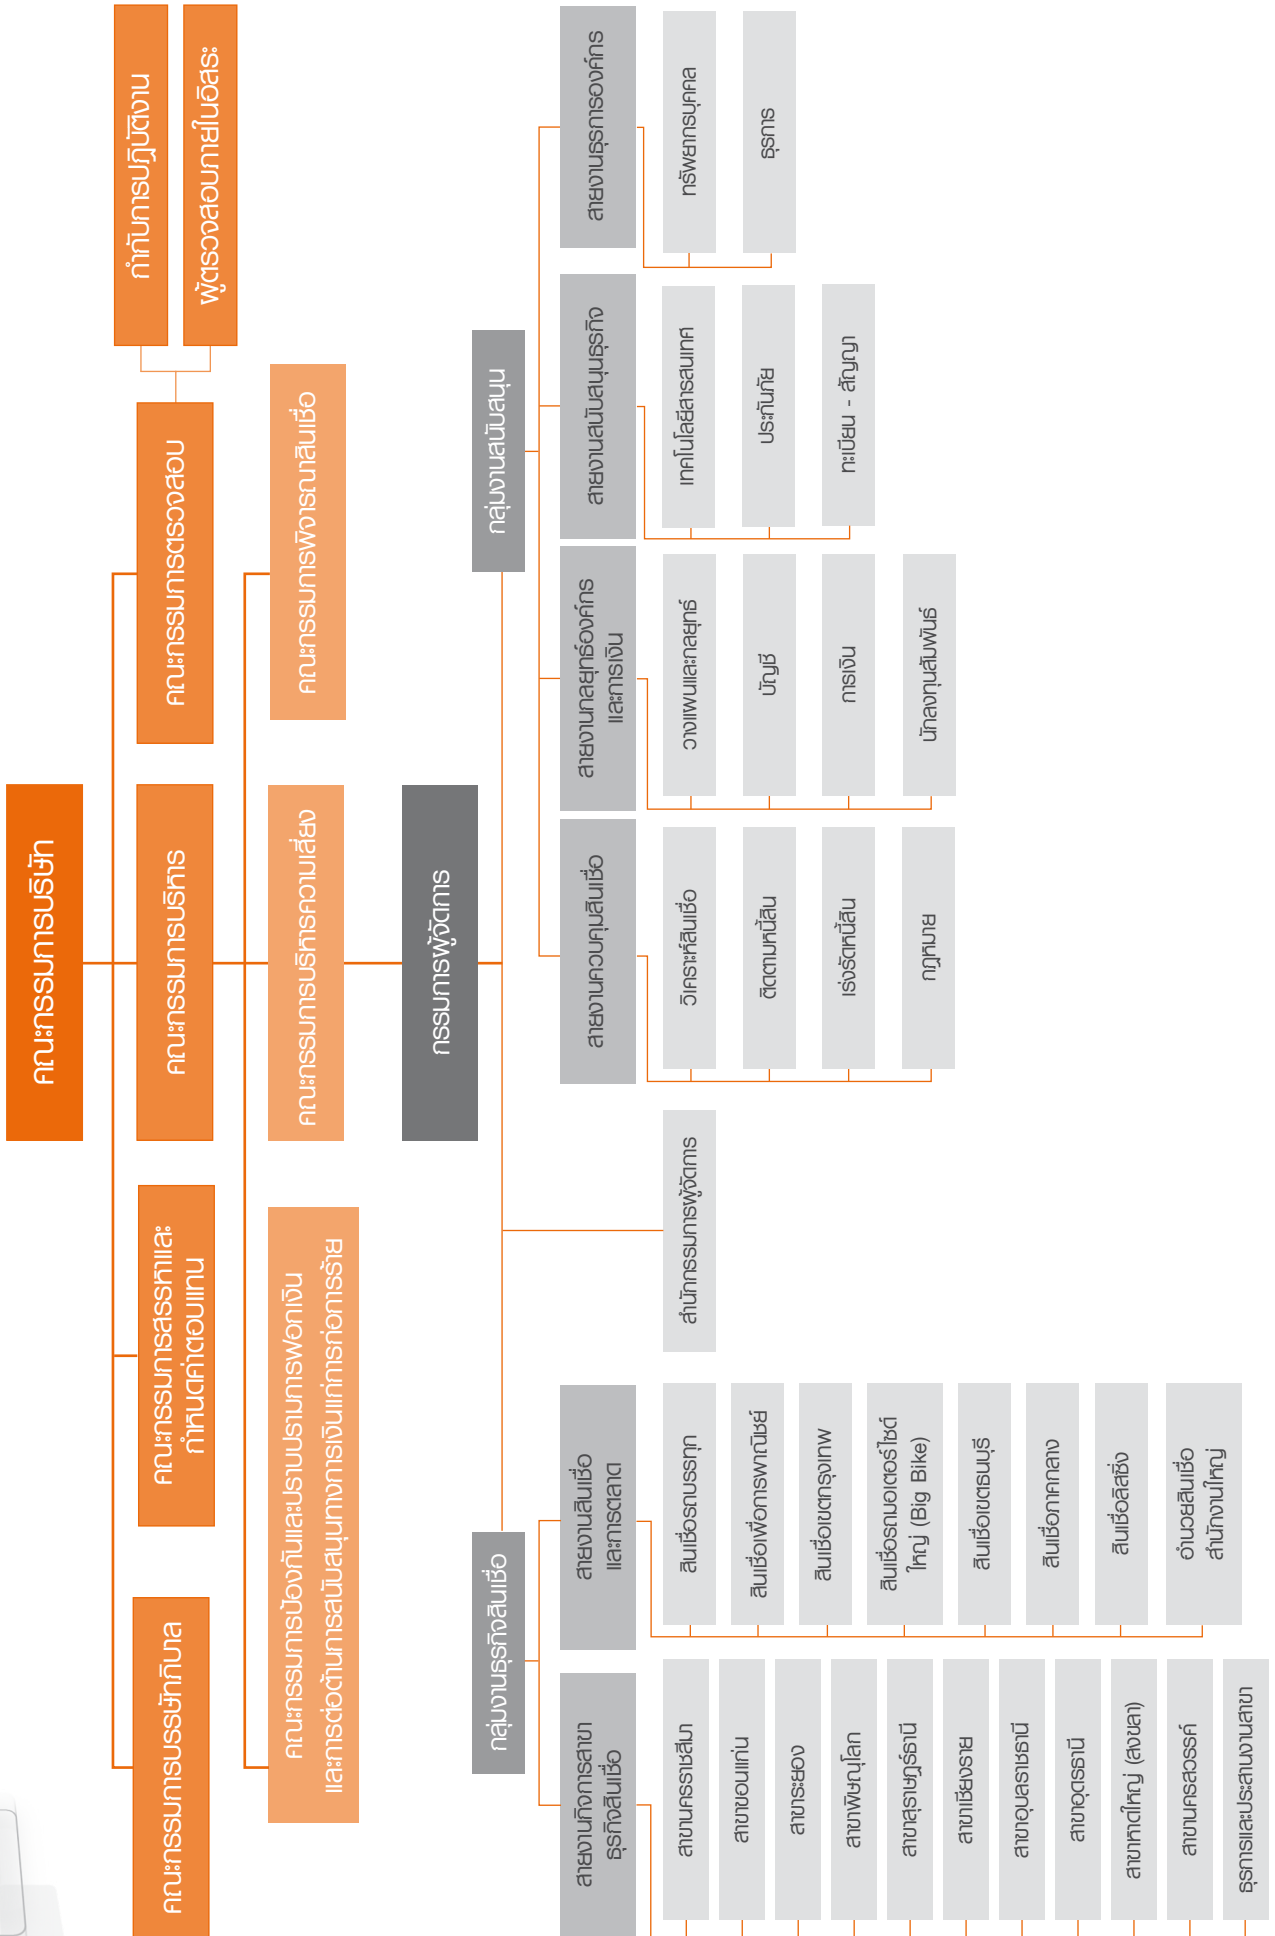 คณะกรรมการบริษัท
คณะกรรมการบรรษัทภิบาล
คณะกรรมการสรรหาและ
กำหนดค่าตอบแทน
คณะกรรมการบริหาร
คณะกรรมการตรวจสอบ
กำกับการปฏิบัติงาน
ผู้ตรวจสอบภายในอิสระ
คณะกรรมการป้องกันและปราบปรามการฟอกเงิน
และการต่อต้านการสนับสนุนทางการเงินแก่การก่อการร้าย
คณะกรรมการบริหารความเสี่ยง
คณะกรรมการพิจารณาสินเชื่อ
กรรมการผู้จัดการ
กลุ่มงานธุรกิจสินเชื่อ
กลุ่มงานสนับสนุน
สายงานกิจการสาขา
ธุรกิจสินเชื่อ
สาขานครราชสีมา
สาขาขอนแก่น
สาขาระยอง
สาขาพิษณุโลก
สาขาสุราษฎร์ธานี
สาขาเชียงราย
สาขาอุบลราชธานี
สาขาอุดรธานี
สาขาหาดใหญ่ (สงขลา)
สาขานครสวรรค์
ธุรการและประสานงานสาขา
สายงานสินเชื่อ
และการตลาด
สินเชื่อรถบรรทุก
สินเชื่อเพื่อการพาณิชย์
สินเชื่อเขตกรุงเทพ
สินเชื่อรถมอเตอร์ไซด์
ใหญ่ (Big Bike)
สินเชื่อเขตธนบุรี
สินเชื่อภาคกลาง
สินเชื่อลิสซิ่ง
อำนวยสินเชื่อ
สำนักงานใหญ่
สำนักกรรมการผู้จัดการ
สายงานควบคุมสินเชื่อ
วิเคราะห์สินเชื่อ
ติดตามหนี้สิน
เร่งรัดหนี้สิน
กฎหมาย
สายงานกลยุทธ์องค์กร
และการเงิน
วางแผนและกลยุทธ์
บัญชี
การเงิน
นักลงทุนสัมพันธ์
สายงานสนับสนุนธุรกิจ
เทคโนโลยีสารสนเทศ
ประกันภัย
ทะเบียน - สัญญา
สายงานธุรการองค์กร
ทรัพยากรบุคคล
ธุรการ